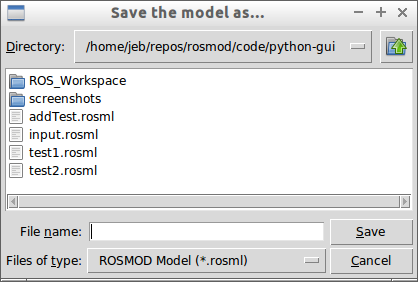 Save the model as...
Directory: /home/jeb/repos/rosmod/code/python-gui
ROS_Workspace
screenshots
addTest.rosml
input.rosml
test1.rosml
test2.rosml
File name: Save
Files of type: ROSMOD Model (*.rosml) Cancel